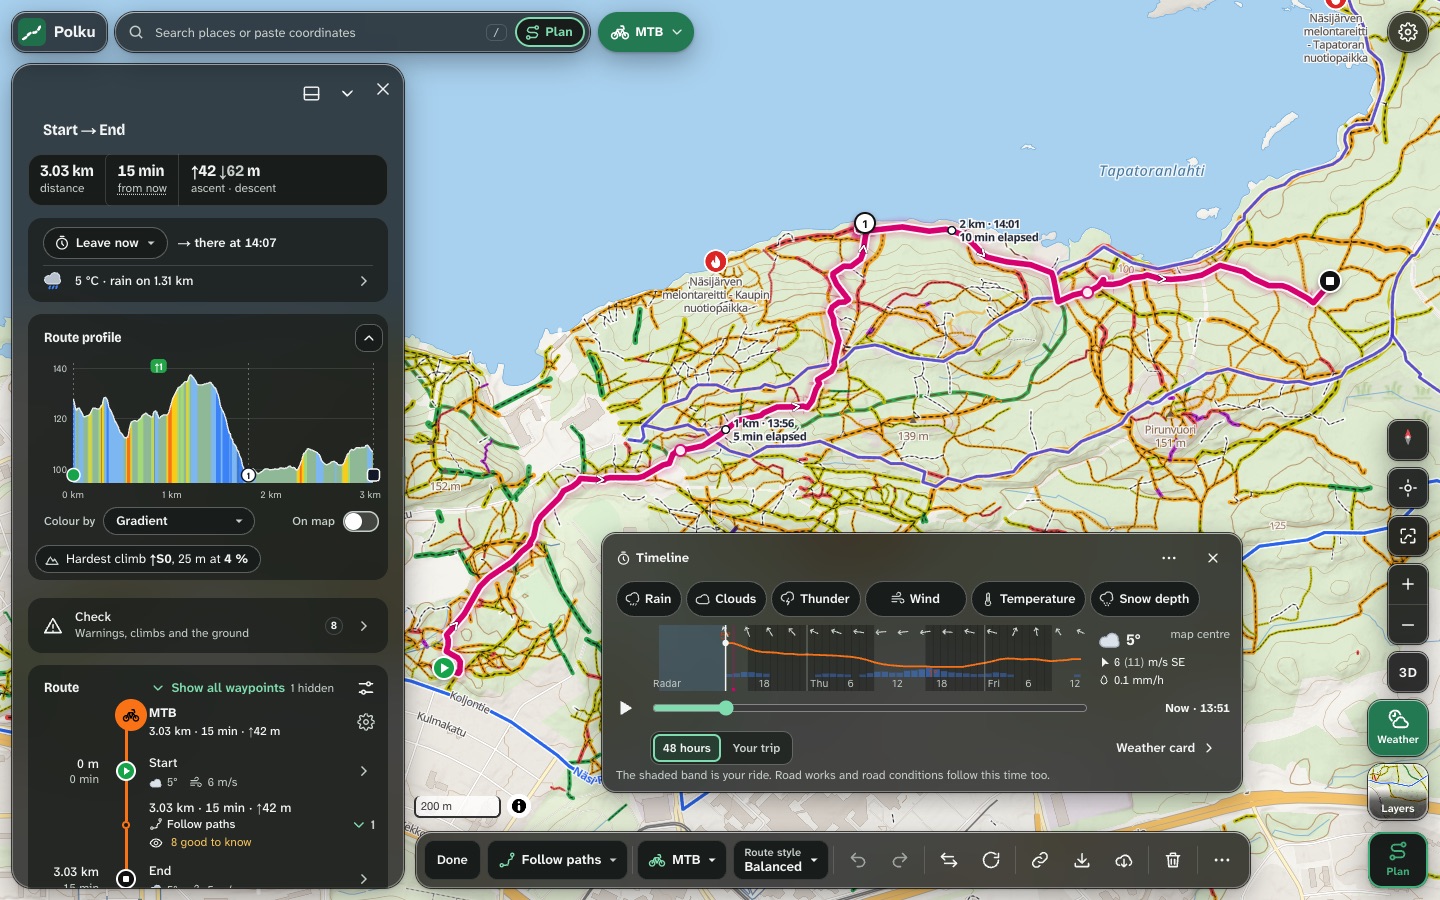 Polku
Search places or paste coordinates
/
Plan
MTB
Start → End
3.03 km
distance
15 min
from now
↑42 ↓62 m
ascent · descent
Leave now
→ there at 14:07
5 °C · rain on 1.31 km
Route profile
140
120
100
↑1
1
0 km
1 km
2 km
3 km
Colour by
Gradient
On map
Hardest climb ↑S0, 25 m at 4 %
Check
Warnings, climbs and the ground
8
Route
Show all waypoints
1 hidden
MTB
3.03 km · 15 min · ↑42 m
0 m
0 min
Start
5°
6 m/s
3.03 km · 15 min · ↑42 m
Follow paths
1
8 good to know
3.03 km
End
Näsijärven
melontareitti
- Tapatoran
nuotiopaikka
Tapatoranlahti
1
2 km · 14:01
10 min elapsed
Näsijärven
melontareitti - Kaupin
nuotiopaikka
100
1 km · 13:56
5 min elapsed
139 m
Pirunvuori
151 m
152 m
125
Koljontie
Kulmakatu
200 m
Timeline
Rain
Clouds
Thunder
Wind
Temperature
Snow depth
Radar
18
Thu
6
12
18
Fri
6
12
5°
map centre
6 (11) m/s SE
0.1 mm/h
Now · 13:51
48 hours
Your trip
Weather card
The shaded band is your ride. Road works and road conditions follow this time too.
Done
Follow paths
MTB
Route style
Balanced
3D
Weather
Layers
Plan